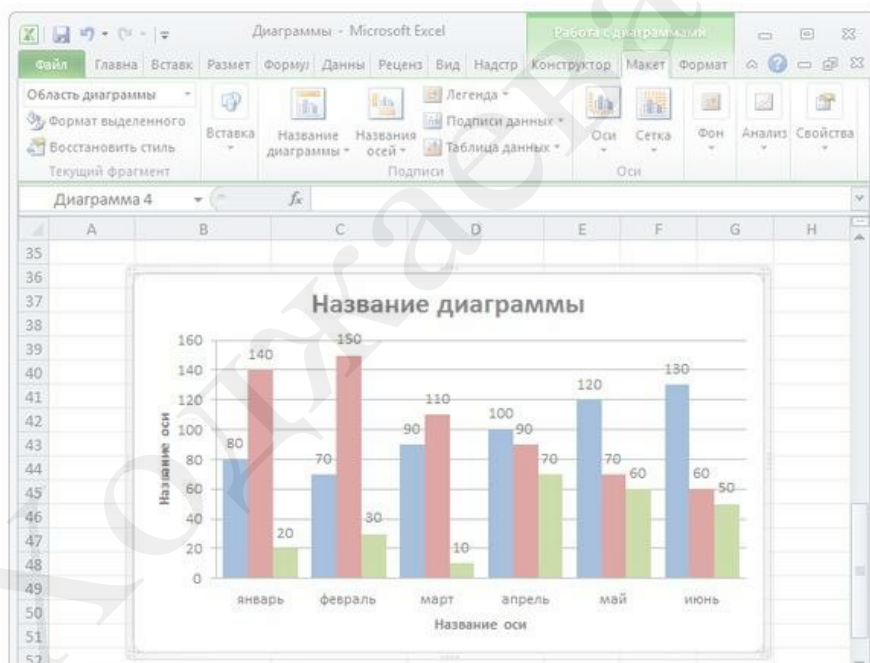 Диаграммы - Microsoft Excel
Работа с диаграммами
Файл Главна Вставк Размет Формул Данны Реценз Вид Надстр Конструктор Макет Формат
Область диаграммы
Формат выделенного
Восстановить стиль
Текущий фрагмент
Вставка
Название диаграммы
Названия осей
Легенда
Подписи данных
Таблица данных
Подписи
Оси
Сетка
Оси
Фон
Анализ
Свойства
Диаграмма 4
fx
A B C D E F G H
35
36
37
38
39
40
41
42
43
44
45
46
47
48
49
50
51
52
Название диаграммы
Название оси
160
140
120
100
80
60
40
20
0
80 140 20
70 150 30
90 110 10
100 90 70
120 70 60
130 60 50
январь февраль март апрель май июнь
Название оси
Ходжаева